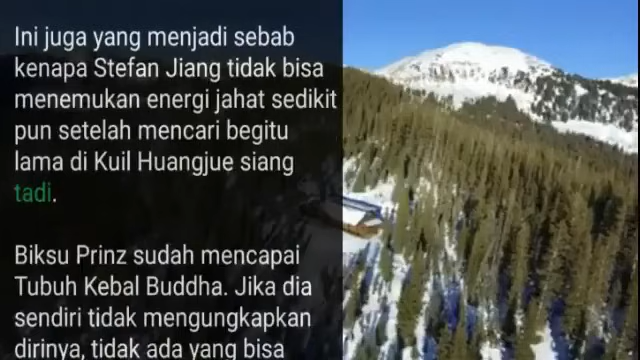 Ini juga yang menjadi sebab
kenapa Stefan Jiang tidak bisa
menemukan energi jahat sedikit
pun setelah mencari begitu
lama di Kuil Huangjue siang
tadi.
Biksu Prinz sudah mencapai
Tubuh Kebal Buddha. Jika dia
sendiri tidak mengungkapkan
dirinya, tidak ada yang bisa